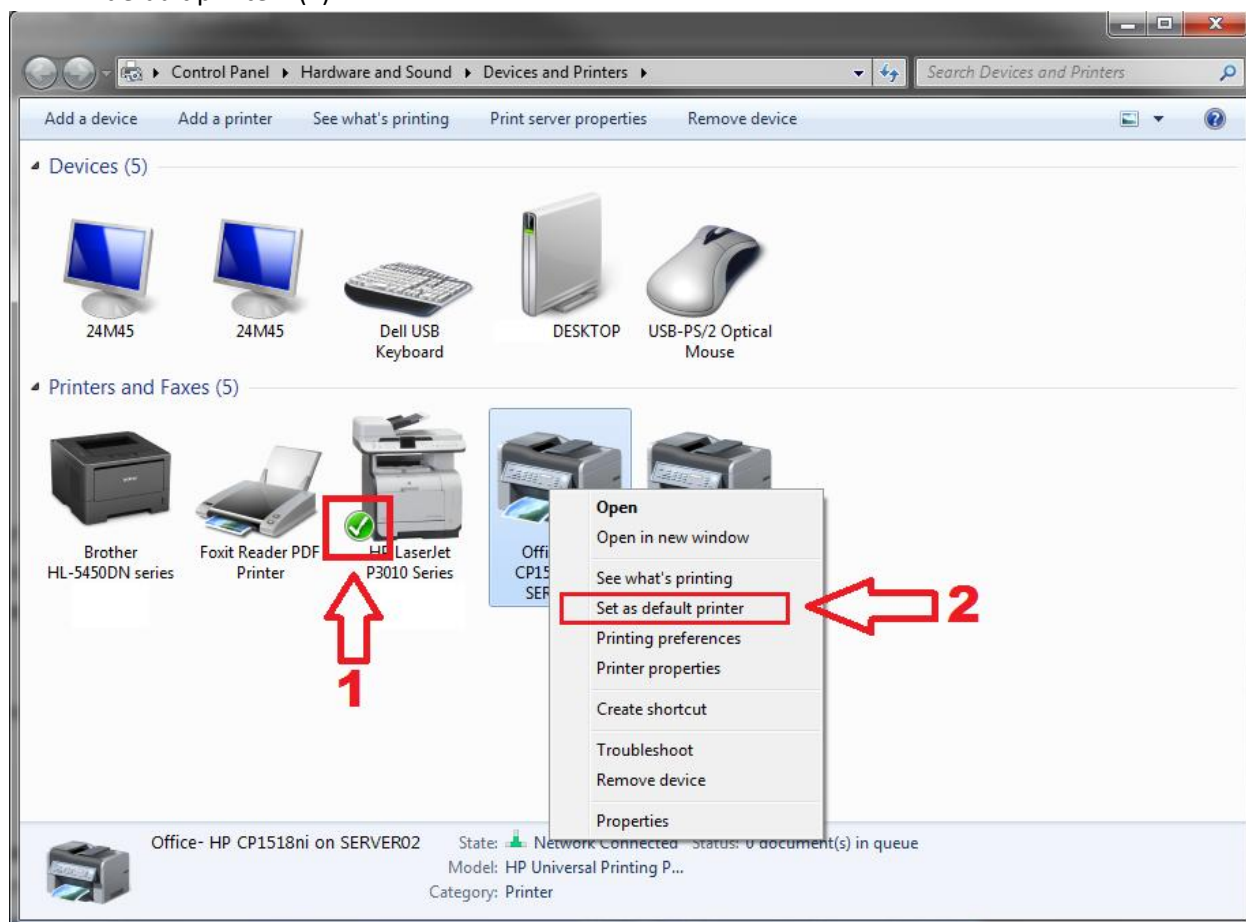 Control Panel ▸ Hardware and Sound ▸ Devices and Printers ▸
Search Devices and Printers
Add a device Add a printer See what's printing Print server properties Remove device
Devices (5)
24M45
24M45
Dell USB
Keyboard
DESKTOP
USB-PS/2 Optical
Mouse
Printers and Faxes (5)
Brother
HL-5450DN series
Foxit Reader PDF
Printer
HP LaserJet
P3010 Series
1
Open
Open in new window
See what's printing
Set as default printer
Printing preferences
Printer properties
Create shortcut
Troubleshoot
Remove device
Properties
2
Office- HP CP1518ni on SERVER02 State: Network Connected Status: 0 document(s) in queue
Model: HP Universal Printing P...
Category: Printer